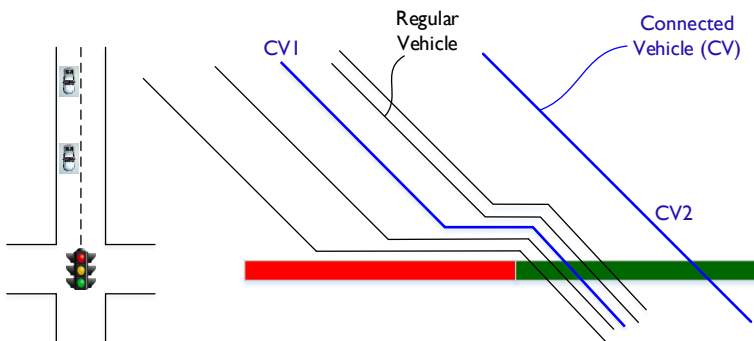 CV1
Regular
Vehicle
Connected
Vehicle (CV)
CV2